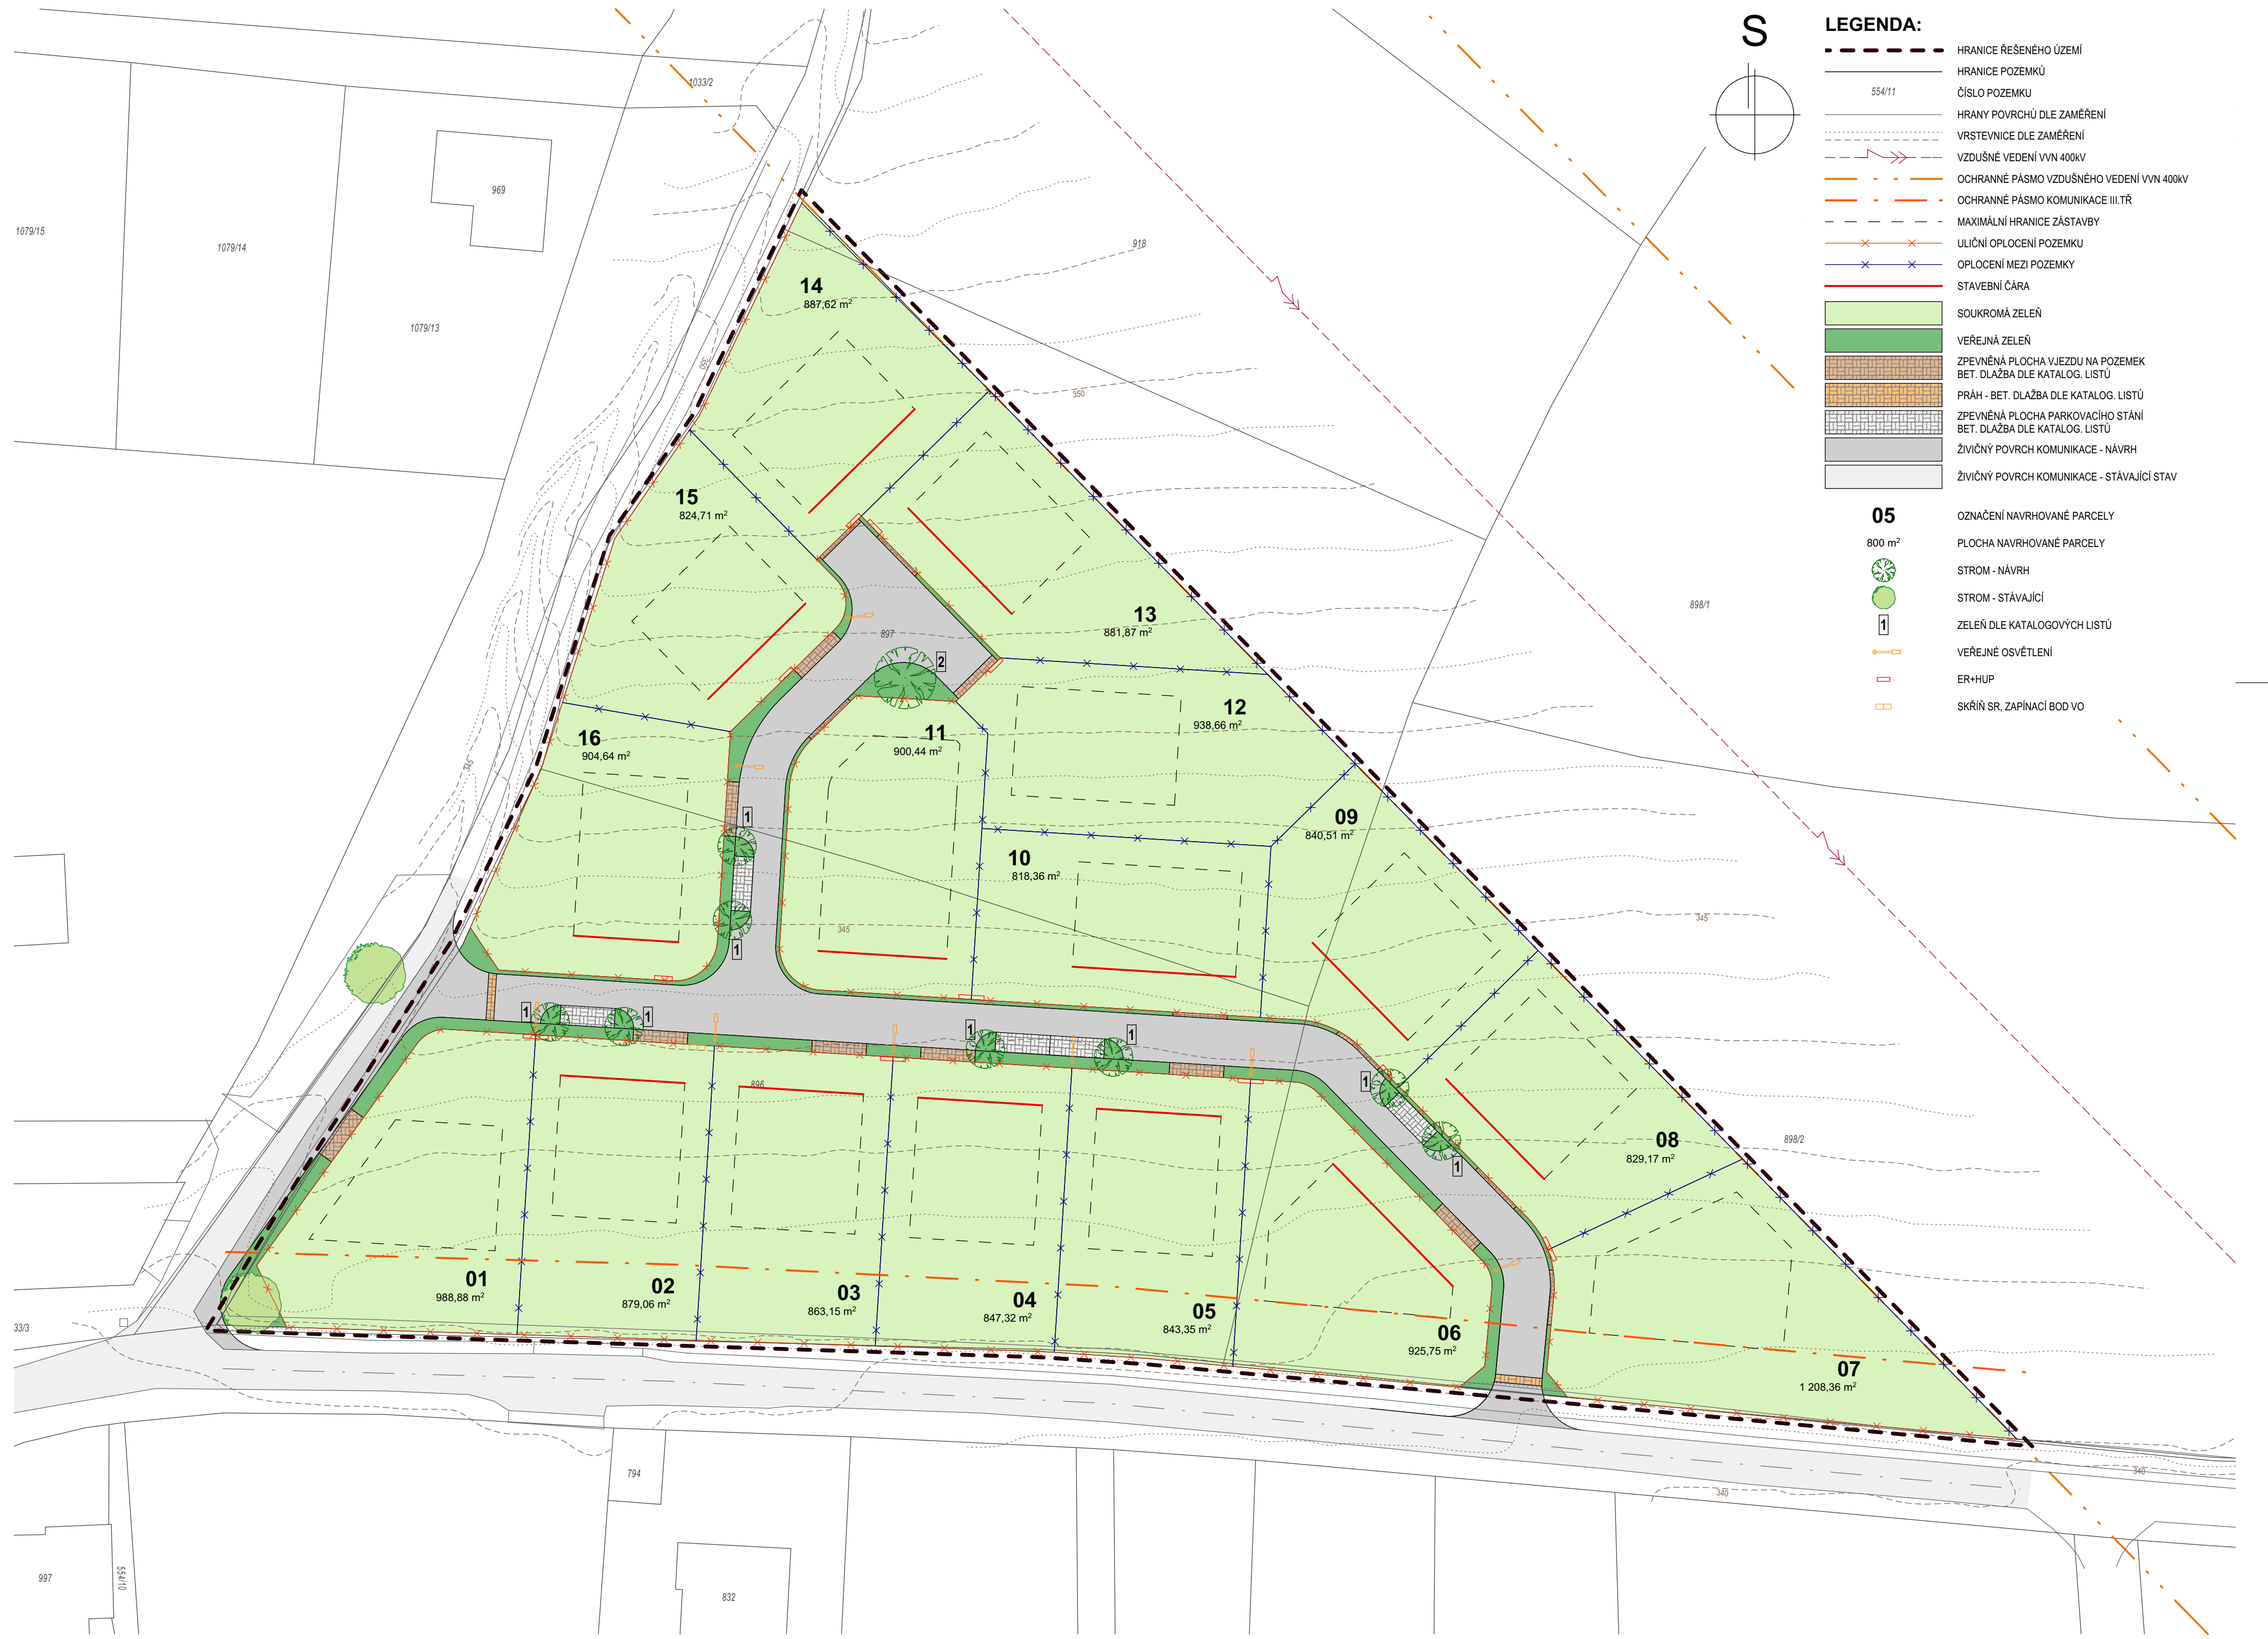 S
LEGENDA:
HRANICE ŘEŠENÉHO ÚZEMÍ
HRANICE POZEMKŮ
554/11
ČÍSLO POZEMKU
HRANY POVRCHŮ DLE ZAMĚŘENÍ
VRSTEVNICE DLE ZAMĚŘENÍ
VZDUŠNÉ VEDENÍ VVN 400kV
OCHRANNÉ PÁSMO VZDUŠNÉHO VEDENÍ VVN 400kV
OCHRANNÉ PÁSMO KOMUNIKACE III.TŘ
MAXIMÁLNÍ HRANICE ZÁSTAVBY
ULIČNÍ OPLOCENÍ POZEMKU
OPLOCENÍ MEZI POZEMKY
STAVEBNÍ ČÁRA
SOUKROMÁ ZELEŇ
VEŘEJNÁ ZELEŇ
ZPEVNĚNÁ PLOCHA VJEZDU NA POZEMEK
BET. DLAŽBA DLE KATALOG. LISTŮ
PRÁH - BET. DLAŽBA DLE KATALOG. LISTŮ
ZPEVNĚNÁ PLOCHA PARKOVACÍHO STÁNÍ
BET. DLAŽBA DLE KATALOG. LISTŮ
ŽIVIČNÝ POVRCH KOMUNIKACE - NÁVRH
ŽIVIČNÝ POVRCH KOMUNIKACE - STÁVAJÍCÍ STAV
05
OZNAČENÍ NAVRHOVANÉ PARCELY
800 m²
PLOCHA NAVRHOVANÉ PARCELY
STROM - NÁVRH
STROM - STÁVAJÍCÍ
1
ZELEŇ DLE KATALOGOVÝCH LISTŮ
VEŘEJNÉ OSVĚTLENÍ
ER+HUP
SKŘÍŇ SR, ZAPÍNACÍ BOD VO
1033/2
969
1079/15
1079/14
1079/13
918
14
887,62 m²
350
350
15
824,71 m²
13
881,87 m²
898/1
897
2
12
938,66 m²
11
900,44 m²
16
904,64 m²
345
09
840,51 m²
1
10
818,36 m²
345
345
1
1
1
1
1
896
1
08
829,17 m²
898/2
1
01
988,88 m²
02
879,06 m²
03
863,15 m²
04
847,32 m²
05
843,35 m²
06
925,75 m²
07
1 208,36 m²
33/3
794
340
340
997
554/10
832